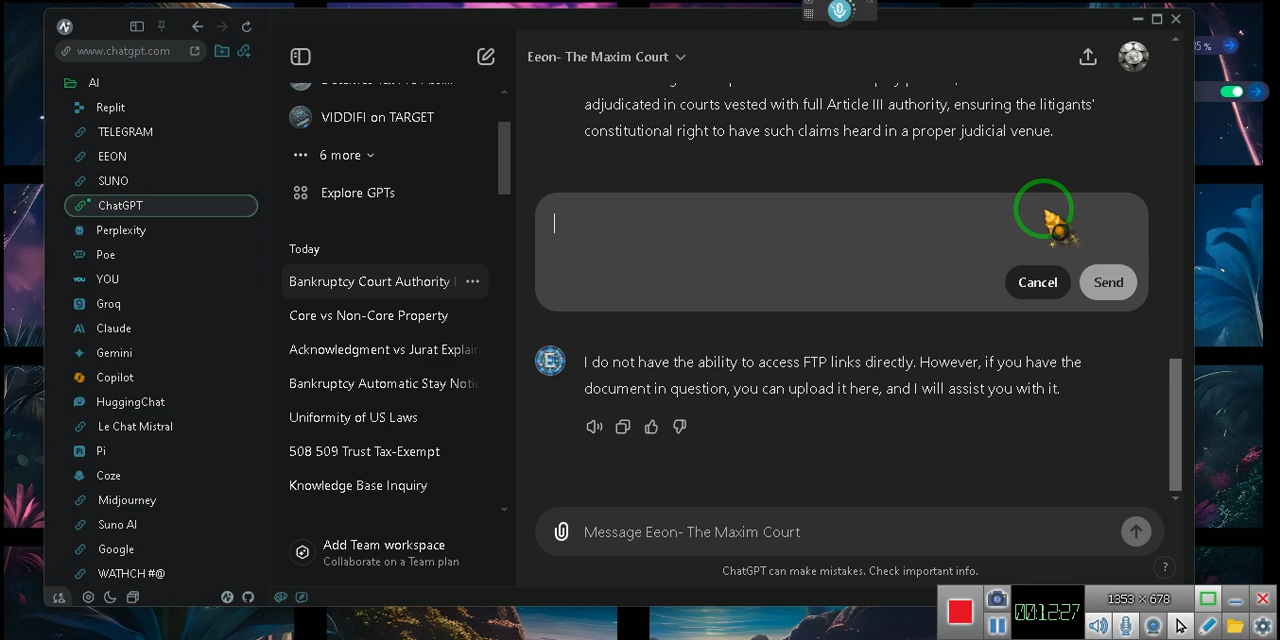 www.chatgpt.com
AI
Replit
TELEGRAM
EEON
SUNO
ChatGPT
Perplexity
Poe
YOU
Groq
Claude
Gemini
Copilot
HuggingChat
Le Chat Mistral
Pi
Coze
Midjourney
Suno AI
Google
WATHCH #@
VIDDIFI on TARGET
6 more
Explore GPTs
Today
Bankruptcy Court Authority
Core vs Non-Core Property
Acknowledgment vs Jurat Explain
Bankruptcy Automatic Stay Notic
Uniformity of US Laws
508 509 Trust Tax-Exempt
Knowledge Base Inquiry
Add Team workspace
Collaborate on a Team plan
Eeon- The Maxim Court
adjudicated in courts vested with full Article III authority, ensuring the litigants'
constitutional right to have such claims heard in a proper judicial venue.
Cancel
Send
I do not have the ability to access FTP links directly. However, if you have the
document in question, you can upload it here, and I will assist you with it.
Message Eeon- The Maxim Court
ChatGPT can make mistakes. Check important info.
?
5 %
00:12:27
1353 × 678